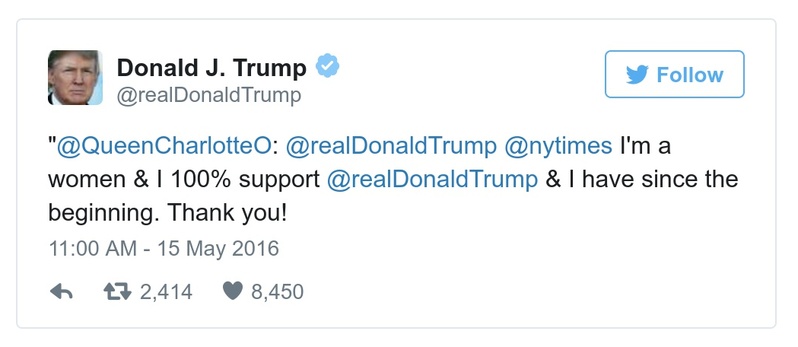 Donald J. Trump
@realDonaldTrump
Follow
"@QueenCharlotteO: @realDonaldTrump @nytimes I'm a
women & I 100% support @realDonaldTrump & I have since the
beginning. Thank you!
11:00 AM - 15 May 2016
2,414 8,450